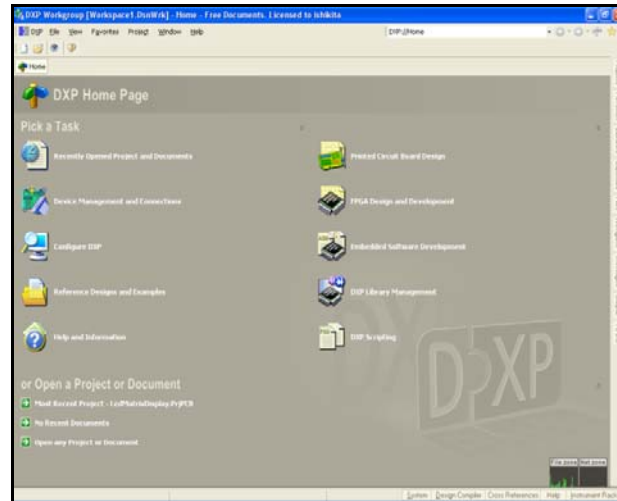 DXP Workgroup [Workspace1.DsnWrk] - Home - Free Documents. Licensed to ishikita
DXP File View Favorites Project Window Help
DXP://Home
Home
DXP Home Page
Pick a Task
Recently Opened Project and Documents
Printed Circuit Board Design
Device Management and Connections
FPGA Design and Development
Configure DXP
Embedded Software Development
Reference Designs and Examples
DXP Library Management
Help and Information
DXP Scripting
DXP
or Open a Project or Document
Most Recent Project - LedMatrixDisplay.PrjPCB
No Recent Documents
Open any Project or Document
System Design Compiler Cross References Help Instrument Rack